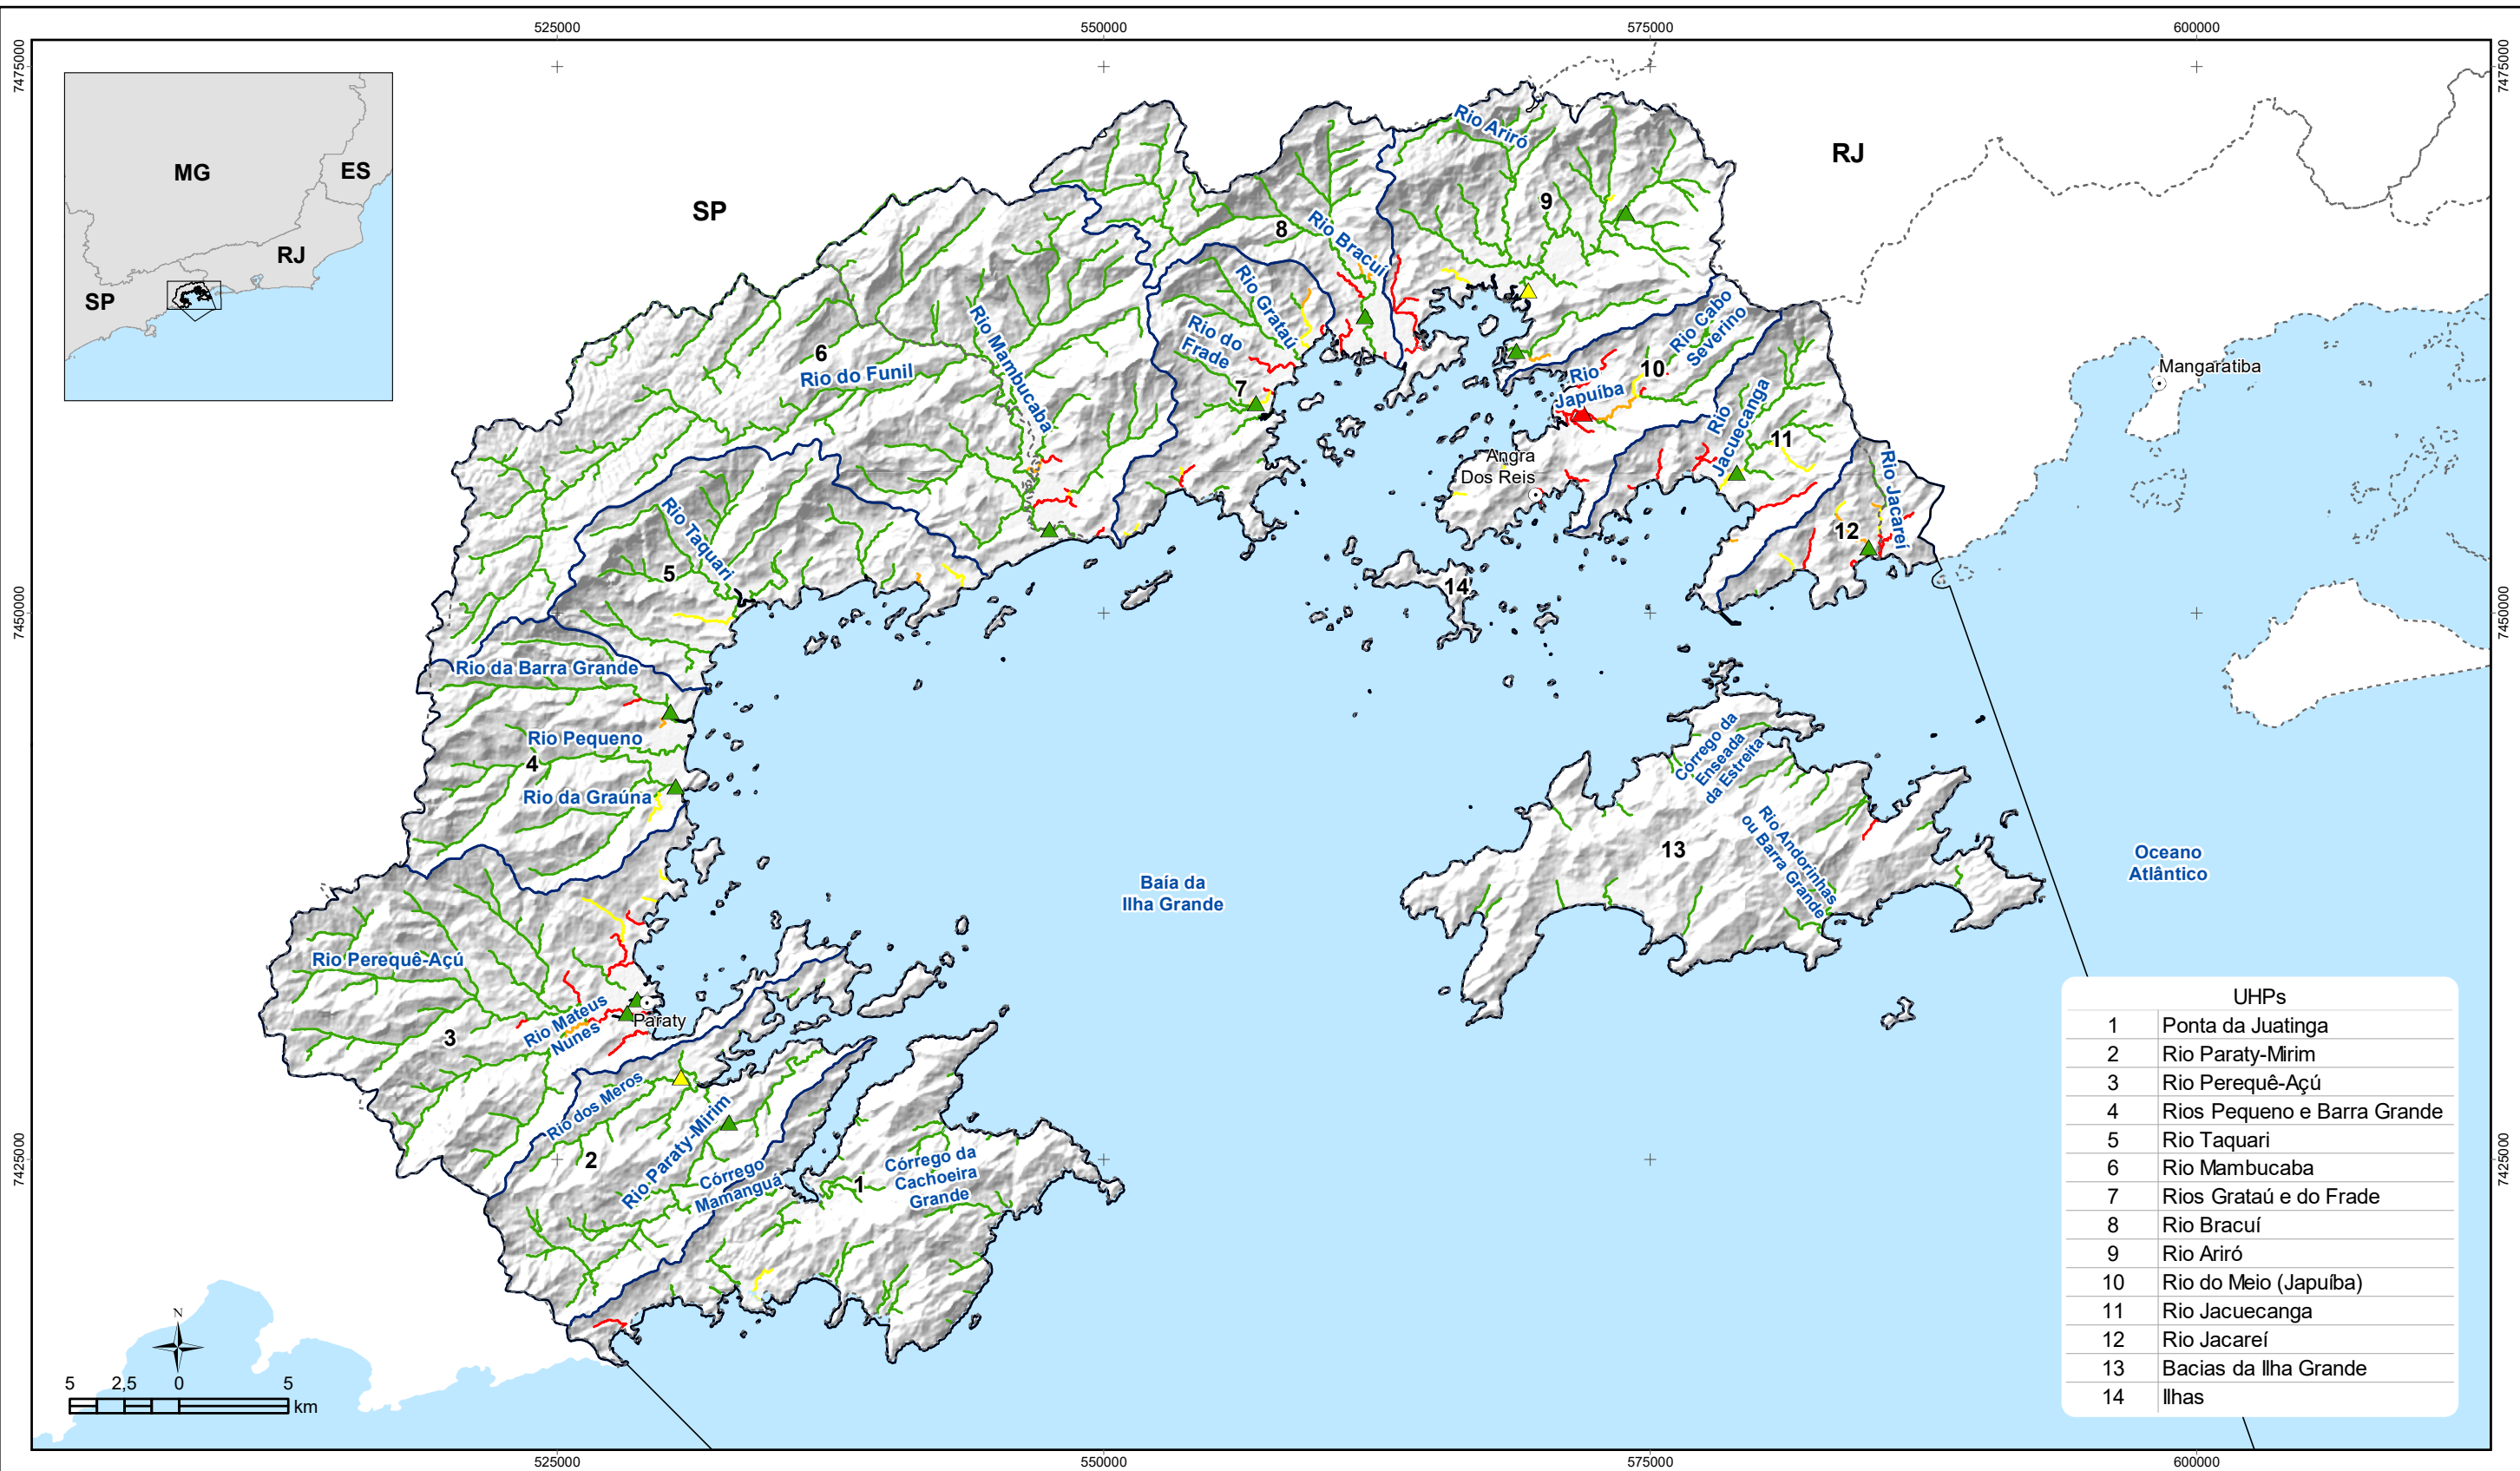 525000
550000
575000
600000
7475000
7475000
MG
ES
RJ
SP
SP
RJ
Rio Ariró
9
8
Rio Bracuí
Rio Grataú
Rio do
Frade
7
Rio Mambucaba
6
Rio do Funil
Rio Cabo
Severino
10
Rio
Japuíba
Rio
Jacuecanga
11
Mangaratiba
Angra
Dos Reis
Rio Jacareí
12
Rio Taquari
5
14
7450000
7450000
Rio da Barra Grande
Rio Pequeno
4
Rio da Graúna
Córrego da
Enseada
da Estreita
Rio Andorinhas
ou Barra Grande
13
Baía da
Ilha Grande
Oceano
Atlântico
Rio Perequê-Açú
3
Rio Mateus
Nunes
Paraty
Rio dos Meros
2
Rio Paraty-Mirim
Córrego
Mamanguá
1
Córrego da
Cachoeira
Grande
7425000
7425000
UHPs
1 Ponta da Juatinga
2 Rio Paraty-Mirim
3 Rio Perequê-Açú
4 Rios Pequeno e Barra Grande
5 Rio Taquari
6 Rio Mambucaba
7 Rios Grataú e do Frade
8 Rio Bracuí
9 Rio Ariró
10 Rio do Meio (Japuíba)
11 Rio Jacuecanga
12 Rio Jacareí
13 Bacias da Ilha Grande
14 Ilhas
N
5 2,5 0 5
km
525000
550000
575000
600000